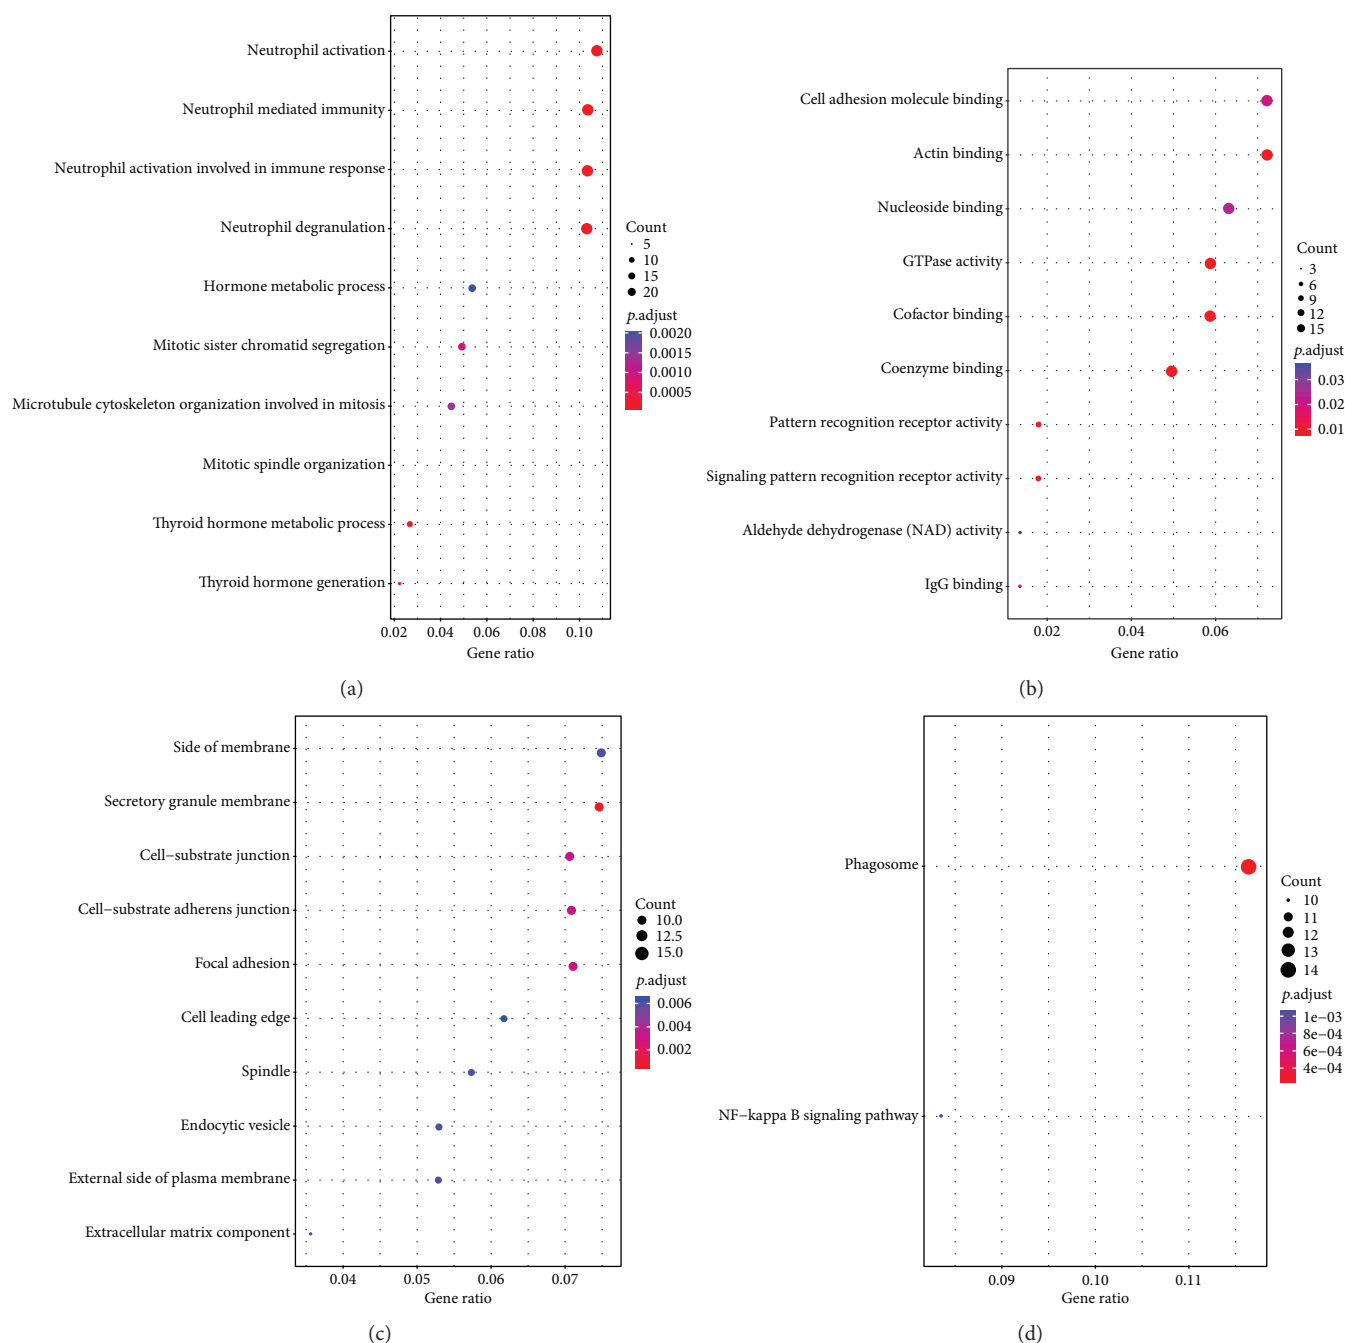 Neutrophil activation
Neutrophil mediated immunity
Neutrophil activation involved in immune response
Neutrophil degranulation
Hormone metabolic process
Mitotic sister chromatid segregation
Microtubule cytoskeleton organization involved in mitosis
Mitotic spindle organization
Thyroid hormone metabolic process
Thyroid hormone generation
0.02 0.04 0.06 0.08 0.10
Gene ratio
Count
5
10
15
20
p.adjust
0.0020
0.0015
0.0010
0.0005
(a)
Cell adhesion molecule binding
Actin binding
Nucleoside binding
GTPase activity
Cofactor binding
Coenzyme binding
Pattern recognition receptor activity
Signaling pattern recognition receptor activity
Aldehyde dehydrogenase (NAD) activity
IgG binding
0.02 0.04 0.06
Gene ratio
Count
3
6
9
12
15
p.adjust
0.03
0.02
0.01
(b)
Side of membrane
Secretory granule membrane
Cell−substrate junction
Cell−substrate adherens junction
Focal adhesion
Cell leading edge
Spindle
Endocytic vesicle
External side of plasma membrane
Extracellular matrix component
0.04 0.05 0.06 0.07
Gene ratio
Count
10.0
12.5
15.0
p.adjust
0.006
0.004
0.002
(c)
Phagosome
NF−kappa B signaling pathway
0.09 0.10 0.11
Gene ratio
Count
10
11
12
13
14
p.adjust
1e−03
8e−04
6e−04
4e−04
(d)